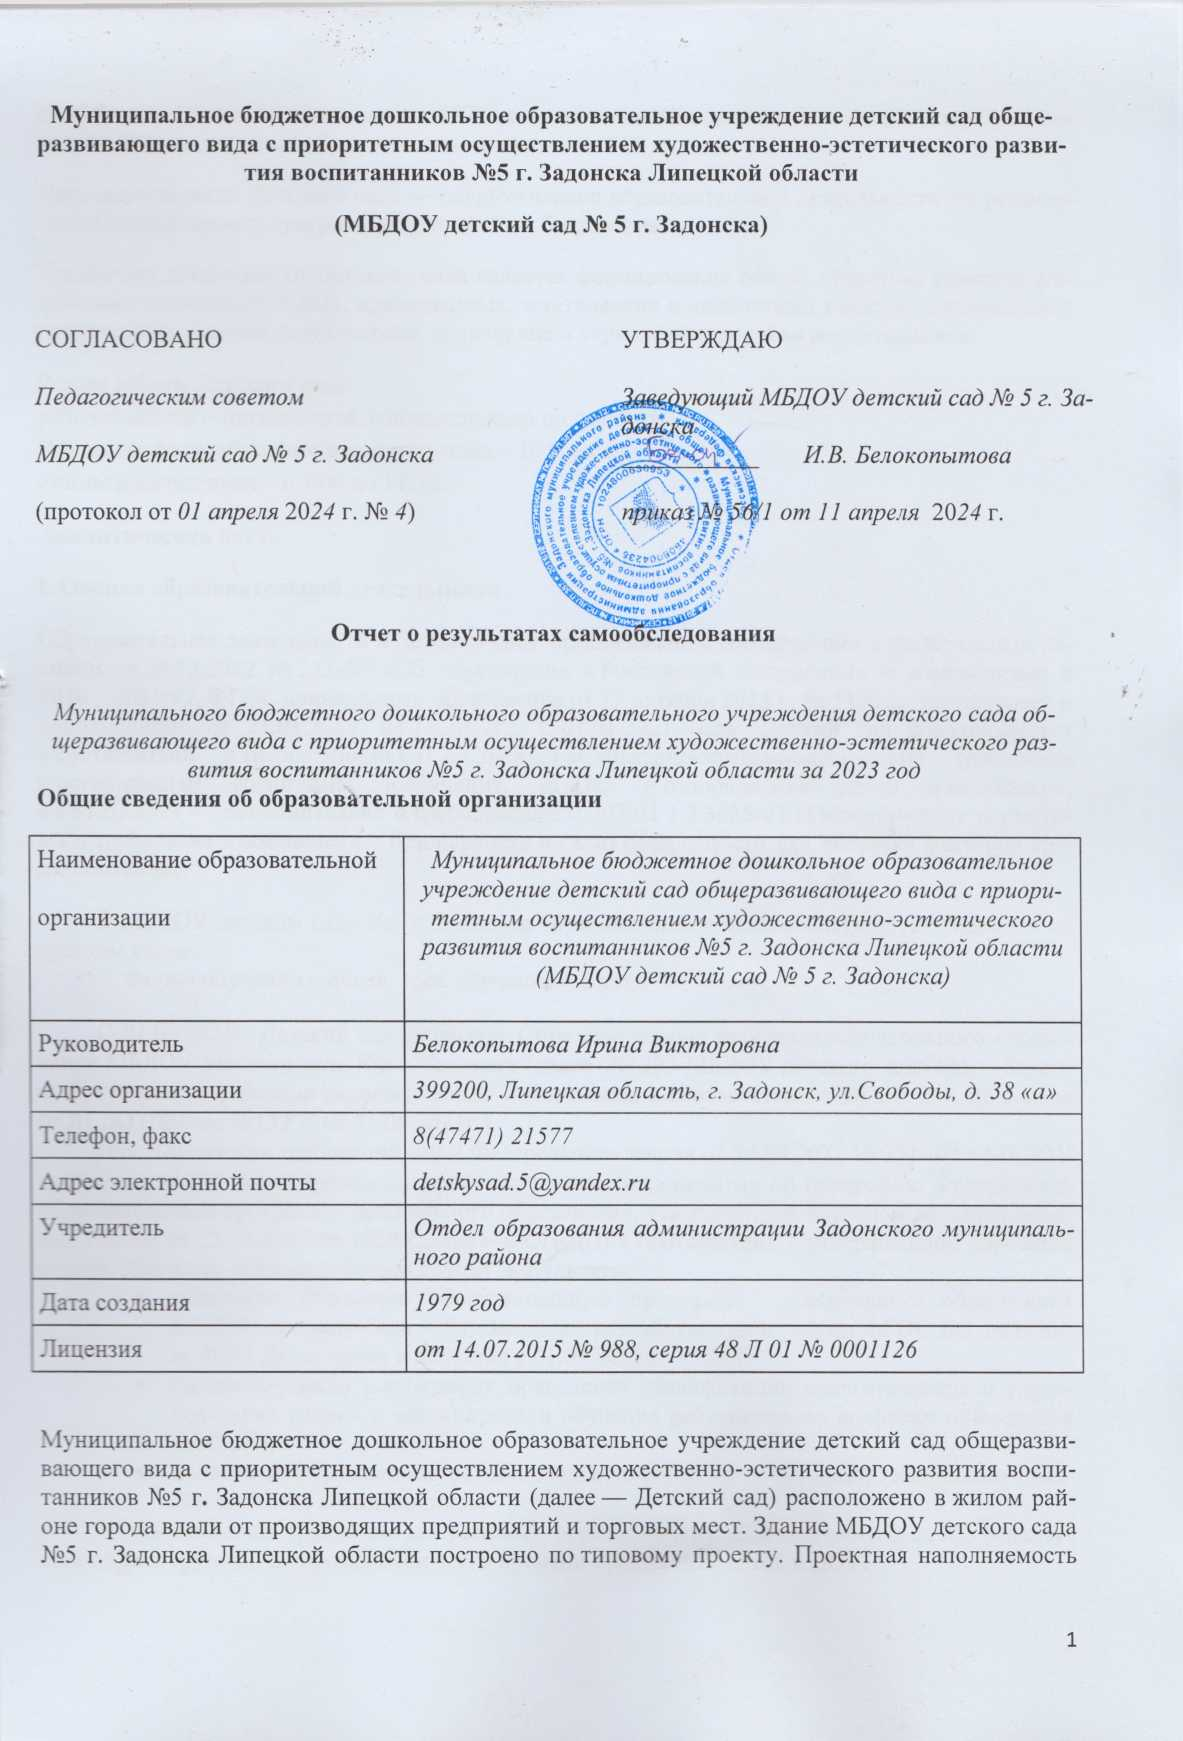 Муниципальное бюджетное дошкольное образовательное учреждение детский сад обще-
развивающего вида с приоритетным осуществлением художественно-эстетического разви-
тия воспитанников №5 г. Задонска Липецкой области
(МБДОУ детский сад № 5 г. Задонска)
СОГЛАСОВАНО
Педагогическим советом
МБДОУ детский сад № 5 г. Задонска
(протокол от 01 апреля 2024 г. № 4)
УТВЕРЖДАЮ
Заведующий МБДОУ детский сад № 5 г. За-
донска
И.В. Белокопытова
приказ № 56/1 от 11 апреля 2024 г.
Отчет о результатах самообследования
Муниципального бюджетного дошкольного образовательного учреждения детского сада об-
щеразвивающего вида с приоритетным осуществлением художественно-эстетического раз-
вития воспитанников №5 г. Задонска Липецкой области за 2023 год
Общие сведения об образовательной организации
Наименование образовательной
организации
Муниципальное бюджетное дошкольное образовательное
учреждение детский сад общеразвивающего вида с приори-
тетным осуществлением художественно-эстетического
развития воспитанников №5 г. Задонска Липецкой области
(МБДОУ детский сад № 5 г. Задонска)
Руководитель
Белокопытова Ирина Викторовна
Адрес организации
399200, Липецкая область, г. Задонск, ул.Свободы, д. 38 «а»
Телефон, факс
8(47471) 21577
Адрес электронной почты
detskysad.5@yandex.ru
Учредитель
Отдел образования администрации Задонского муниципаль-
ного района
Дата создания
1979 год
Лицензия
от 14.07.2015 № 988, серия 48 Л 01 № 0001126
Муниципальное бюджетное дошкольное образовательное учреждение детский сад общеразви-
вающего вида с приоритетным осуществлением художественно-эстетического развития воспи-
танников №5 г. Задонска Липецкой области (далее — Детский сад) расположено в жилом рай-
оне города вдали от производящих предприятий и торговых мест. Здание МБДОУ детского сада
№5 г. Задонска Липецкой области построено по типовому проекту. Проектная наполняемость
1